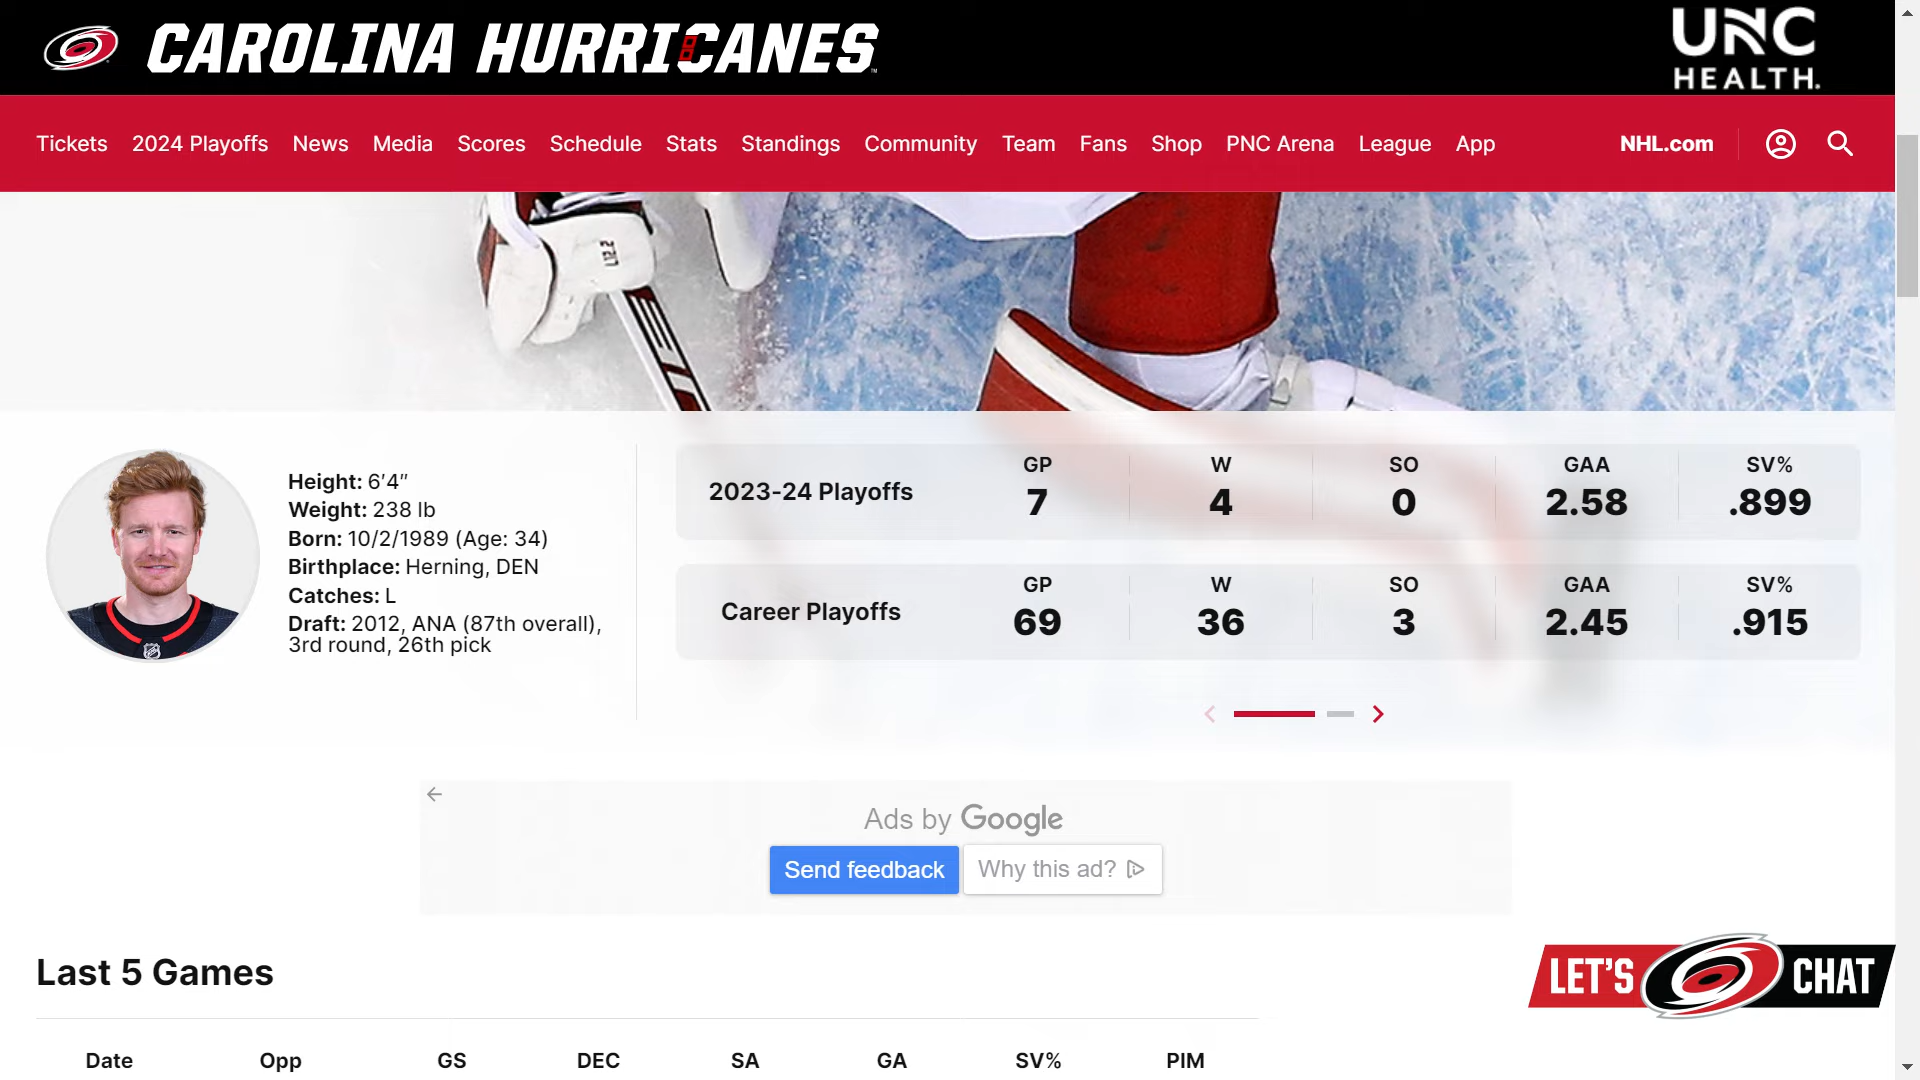 CAROLINA HURRICANES
UNC
HEALTH.
Tickets 2024 Playoffs News Media Scores Schedule Stats Standings Community Team Fans Shop PNC Arena League App NHL.com
Height: 6′4″
Weight: 238 lb
Born: 10/2/1989 (Age: 34)
Birthplace: Herning, DEN
Catches: L
Draft: 2012, ANA (87th overall),
3rd round, 26th pick
GP W SO GAA SV%
2023-24 Playoffs 7 4 0 2.58 .899
GP W SO GAA SV%
Career Playoffs 69 36 3 2.45 .915
Ads by Google
Send feedback Why this ad?
Last 5 Games
LET'S CHAT
Date Opp GS DEC SA GA SV% PIM